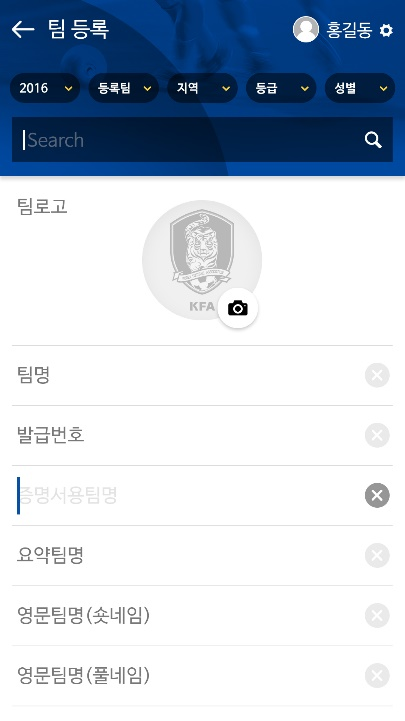 팀 등록
홍길동
2016 등록팀 지역 등급 성별
Search
팀로고
KFA
팀명
발급번호
증명서용팀명
요약팀명
영문팀명(숏네임)
영문팀명(풀네임)